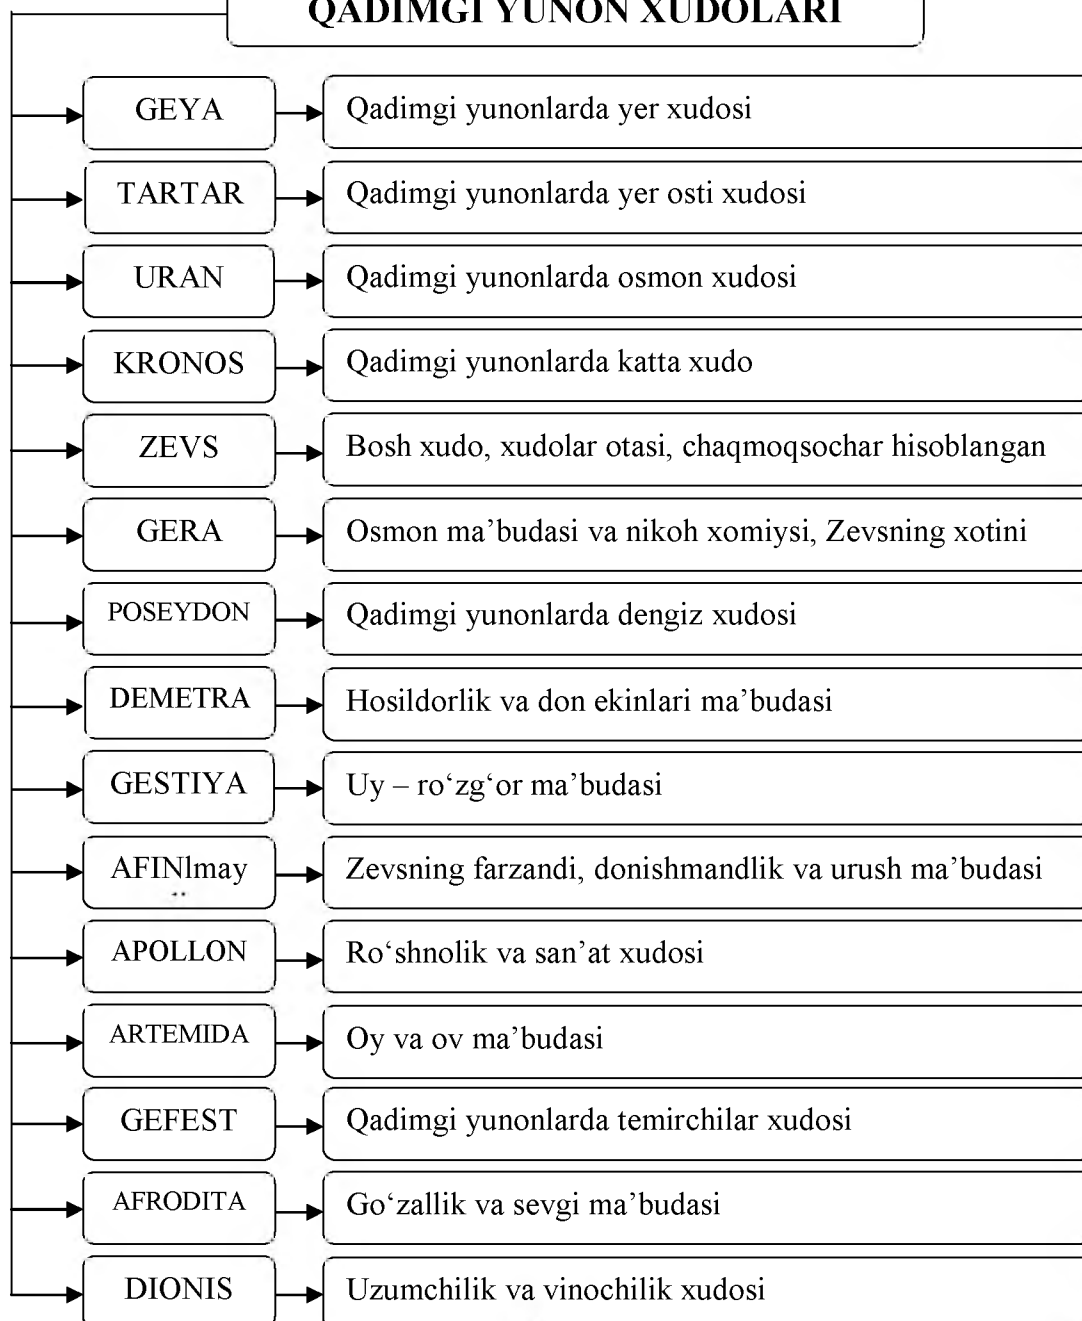 QADIMGI YUNON XUDOLARI
GEYA
Qadimgi yunonlarda yer xudosi
TARTAR
Qadimgi yunonlarda yer osti xudosi
URAN
Qadimgi yunonlarda osmon xudosi
KRONOS
Qadimgi yunonlarda katta xudo
ZEVS
Bosh xudo, xudolar otasi, chaqmoqsochar hisoblangan
GERA
Osmon ma’budasi va nikoh xomiysi, Zevsning xotini
POSEYDON
Qadimgi yunonlarda dengiz xudosi
DEMETRA
Hosildorlik va don ekinlari ma’budasi
GESTIYA
Uy – ro‘zg‘or ma’budasi
AFINlmay
Zevsning farzandi, donishmandlik va urush ma’budasi
APOLLON
Ro‘shnolik va san’at xudosi
ARTEMIDA
Oy va ov ma’budasi
GEFEST
Qadimgi yunonlarda temirchilar xudosi
AFRODITA
Go‘zallik va sevgi ma’budasi
DIONIS
Uzumchilik va vinochilik xudosi